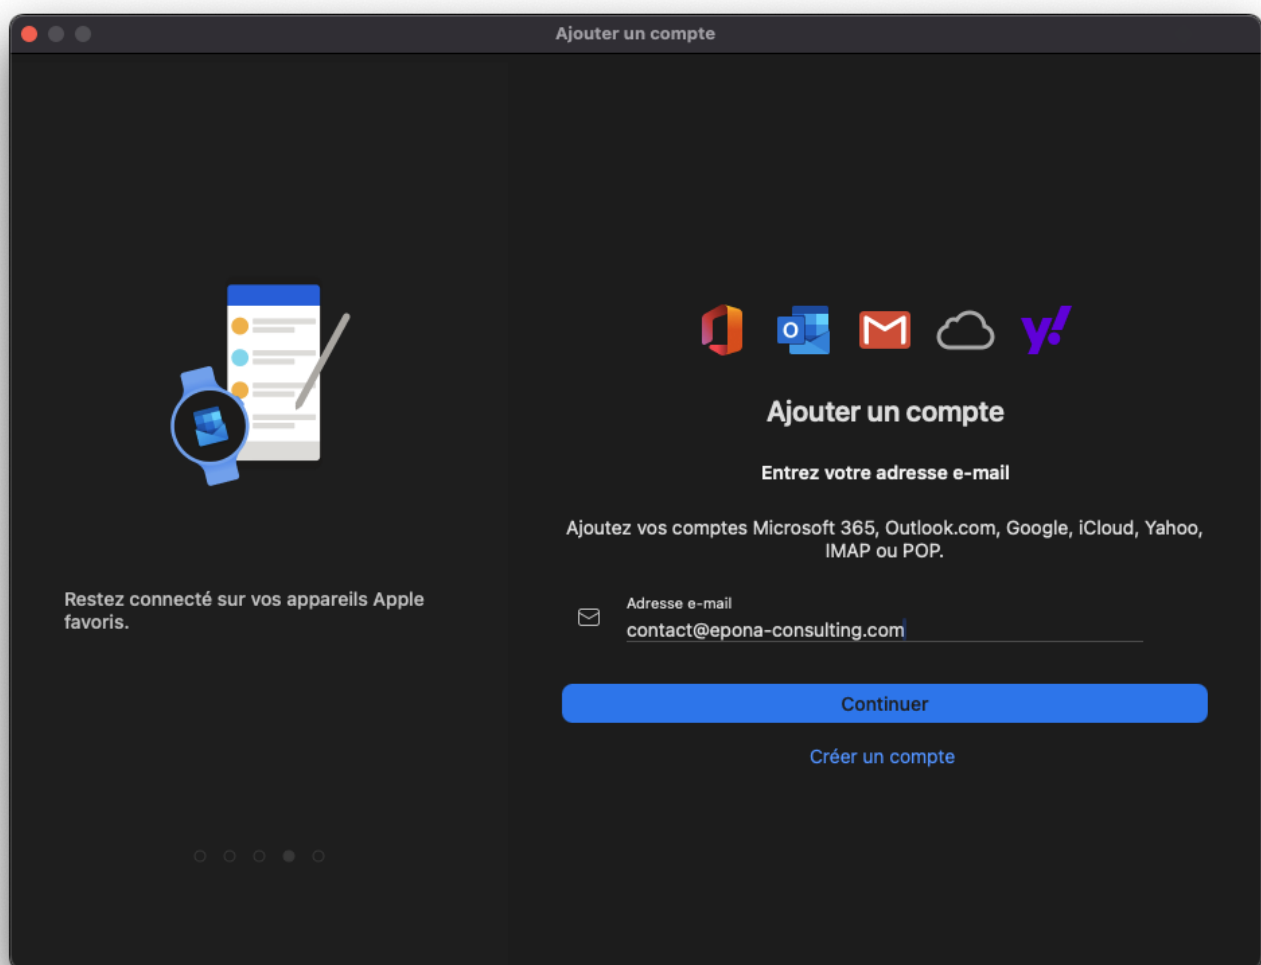 Ajouter un compte
Restez connecté sur vos appareils Apple
favoris.
Ajouter un compte
Entrez votre adresse e-mail
Ajoutez vos comptes Microsoft 365, Outlook.com, Google, iCloud, Yahoo,
IMAP ou POP.
Adresse e-mail
contact@epona-consulting.com
Continuer
Créer un compte